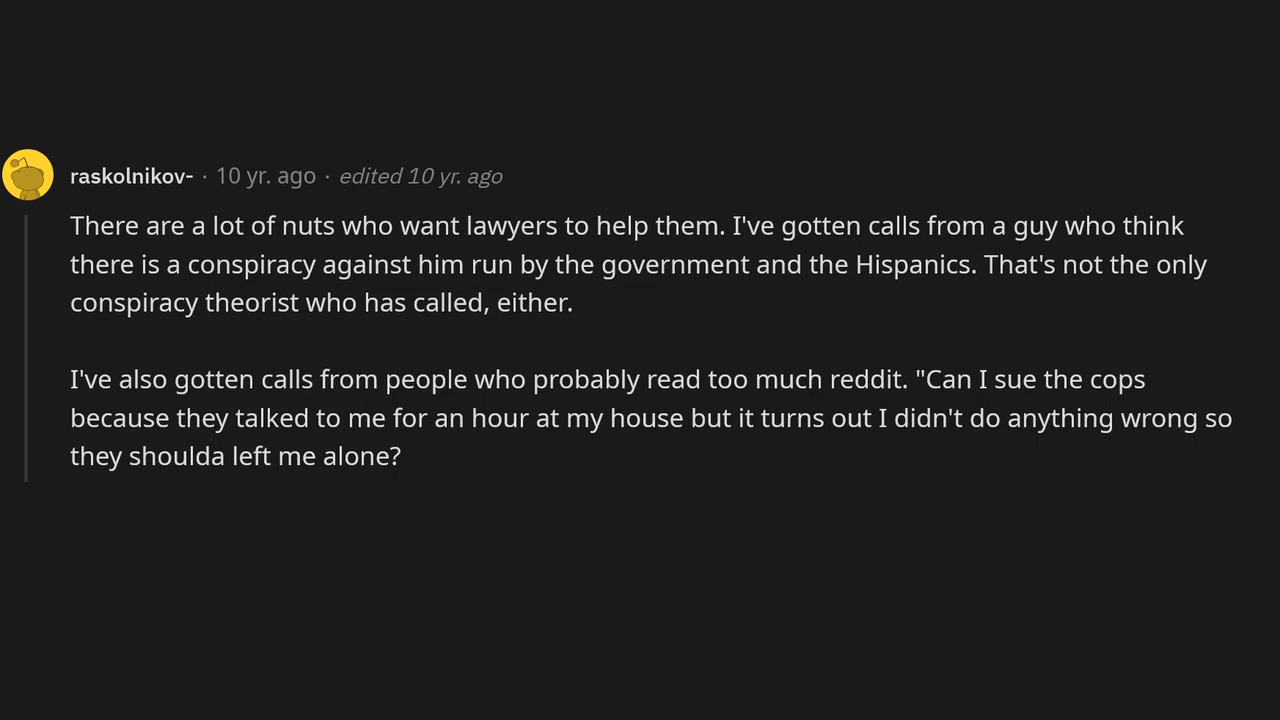 raskolnikov- · 10 yr. ago · edited 10 yr. ago
There are a lot of nuts who want lawyers to help them. I've gotten calls from a guy who think
there is a conspiracy against him run by the government and the Hispanics. That's not the only
conspiracy theorist who has called, either.
I've also gotten calls from people who probably read too much reddit. "Can I sue the cops
because they talked to me for an hour at my house but it turns out I didn't do anything wrong so
they shoulda left me alone?